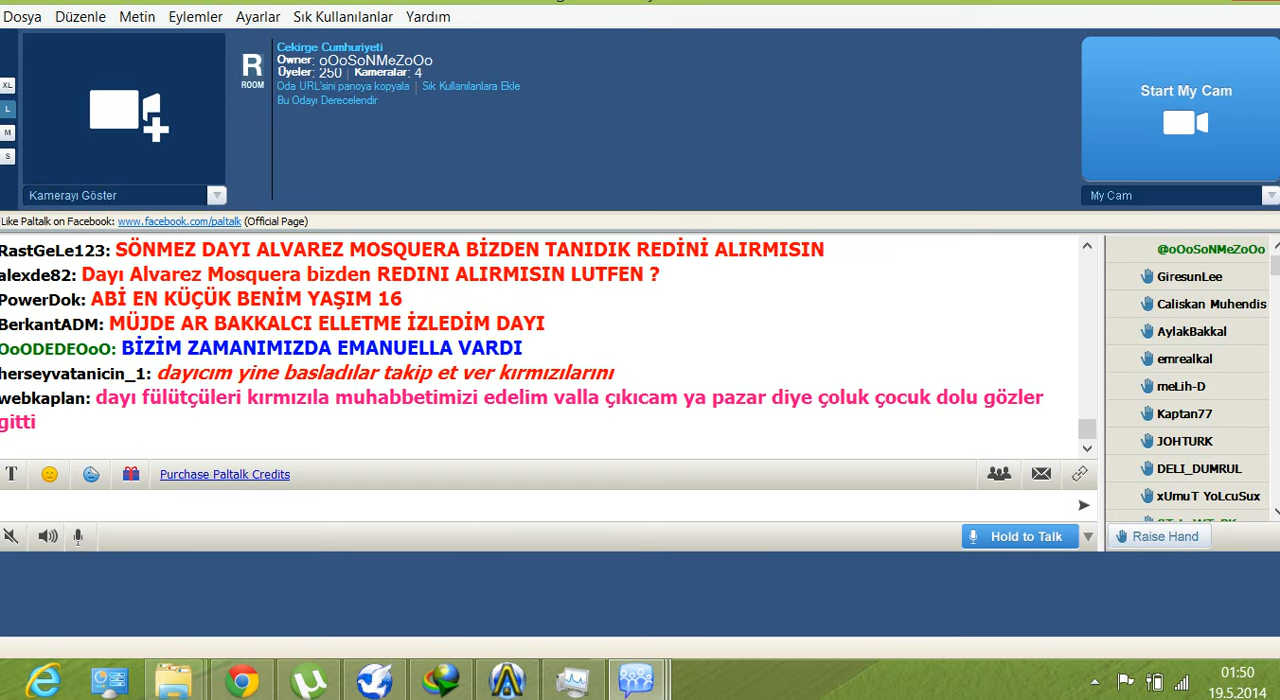 Dosya Düzenle Metin Eylemler Ayarlar Sık Kullanılanlar Yardım
XL
L
M
S
Kamerayı Göster
R
ROOM
Cekirge Cumhuriyeti
Owner: oOoSoNMeZoOo
Üyeler: 250 | Kameralar: 4
Oda URL'sini panoya kopyala | Sık Kullanılanlara Ekle
Bu Odayı Derecelendir
Start My Cam
My Cam
Like Paltalk on Facebook: www.facebook.com/paltalk (Official Page)
RastGeLe123: SÖNMEZ DAYI ALVAREZ MOSQUERA BİZDEN TANIDIK REDİNİ ALIRMISIN
alexde82: Dayı Alvarez Mosquera bizden REDINI ALIRMISIN LUTFEN ?
PowerDok: ABİ EN KÜÇÜK BENİM YAŞIM 16
BerkantADM: MÜJDE AR BAKKALCI ELLETME İZLEDİM DAYI
OoODEDEOoO: BİZİM ZAMANIMIZDA EMANUELLA VARDI
herseyvatanicin_1: dayıcım yine basladılar takip et ver kırmızılarını
webkaplan: dayı fülütçüleri kırmızıla muhabbetimizi edelim valla çıkıcam ya pazar diye çoluk çocuk dolu gözler
gitti
@oOoSoNMeZoOo
GiresunLee
Caliskan Muhendis
AylakBakkal
emrealkal
meLih-D
Kaptan77
JOHTURK
DELI_DUMRUL
xUmuT YoLcuSux
T
Purchase Paltalk Credits
Hold to Talk
Raise Hand
01:50
19.5.2014